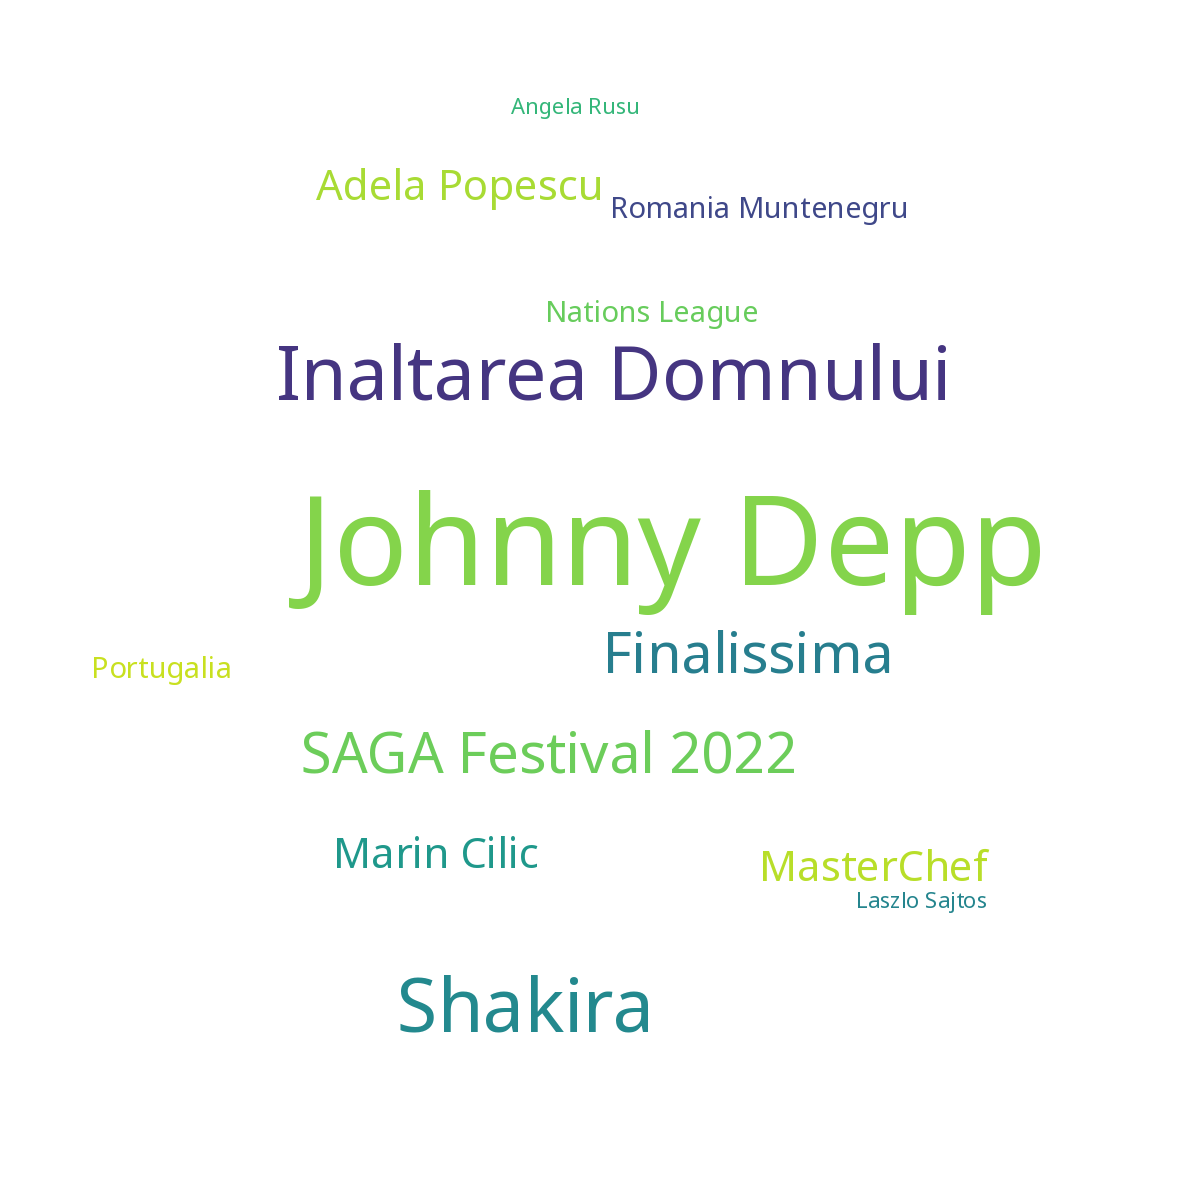 Angela Rusu
Adela Popescu
Romania Muntenegru
Nations League
Inaltarea Domnului
Johnny Depp
Finalissima
Portugalia
SAGA Festival 2022
Marin Cilic
MasterChef
Laszlo Sajtos
Shakira